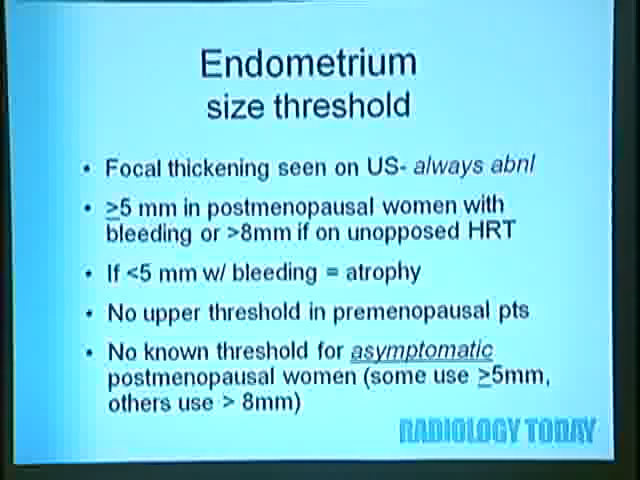 Endometrium
size threshold
• Focal thickening seen on US- always abnl
• ≥5 mm in postmenopausal women with
bleeding or >8mm if on unopposed HRT
• If <5 mm w/ bleeding = atrophy
• No upper threshold in premenopausal pts
• No known threshold for asymptomatic
postmenopausal women (some use ≥5mm,
others use > 8mm)
RADIOLOGY TODAY